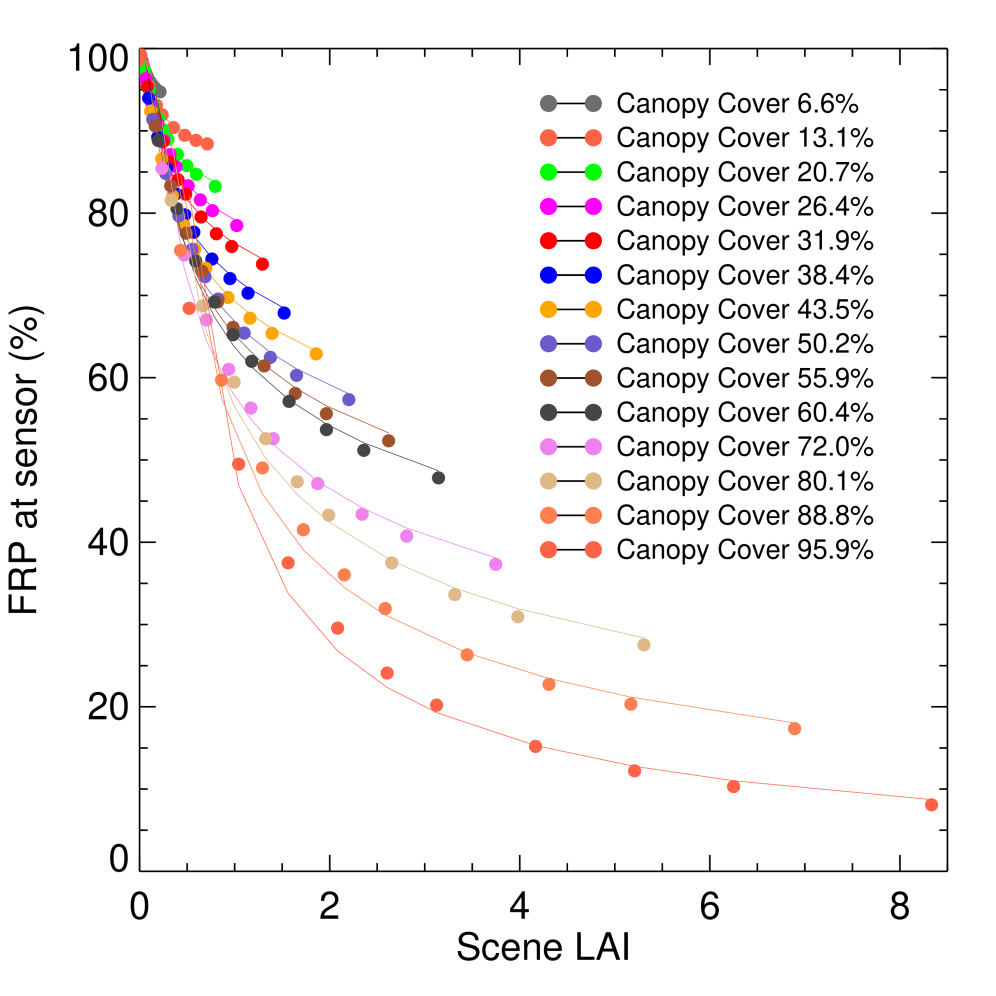 100
80
60
40
20
0
FRP at sensor (%)
Canopy Cover 6.6%
Canopy Cover 13.1%
Canopy Cover 20.7%
Canopy Cover 26.4%
Canopy Cover 31.9%
Canopy Cover 38.4%
Canopy Cover 43.5%
Canopy Cover 50.2%
Canopy Cover 55.9%
Canopy Cover 60.4%
Canopy Cover 72.0%
Canopy Cover 80.1%
Canopy Cover 88.8%
Canopy Cover 95.9%
0 2 4 6 8
Scene LAI